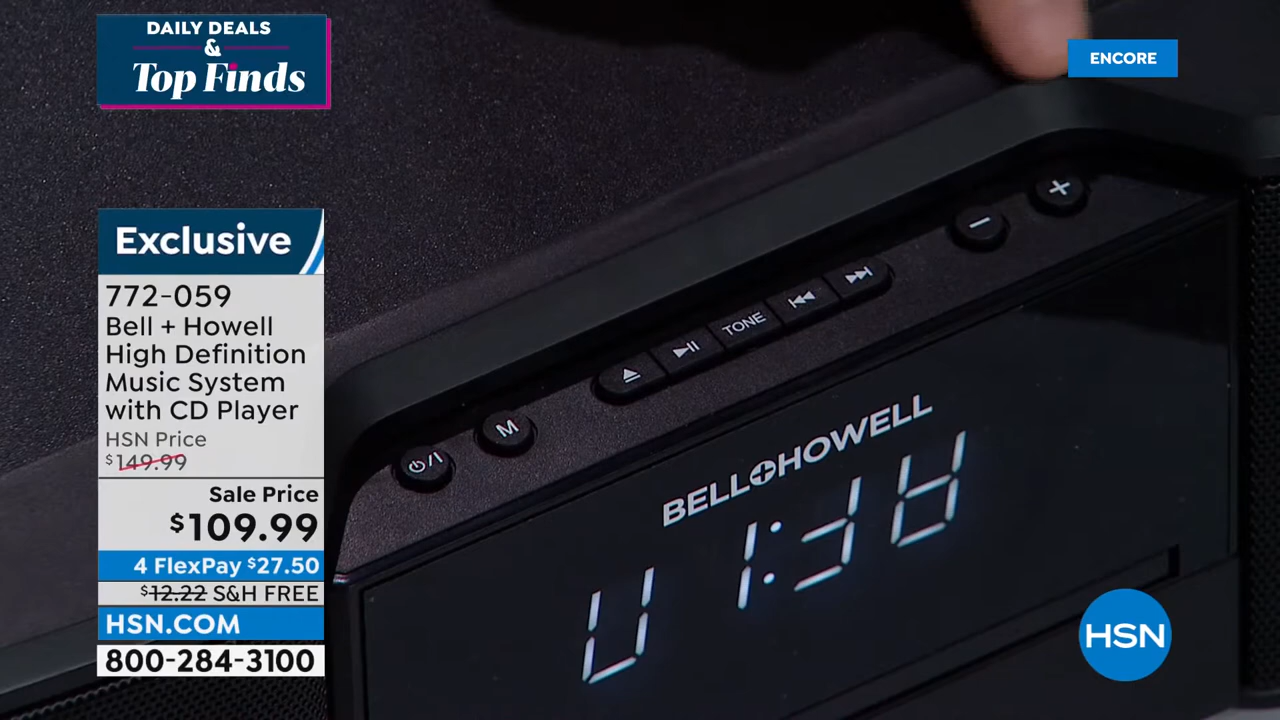 DAILY DEALS
&
Top Finds
ENCORE
Exclusive
772-059
Bell + Howell
High Definition
Music System
with CD Player
HSN Price
$149.99
Sale Price
$109.99
4 FlexPay $27.50
$12.22 S&H FREE
HSN.COM
800-284-3100
M
TONE
BELL+HOWELL
HSN